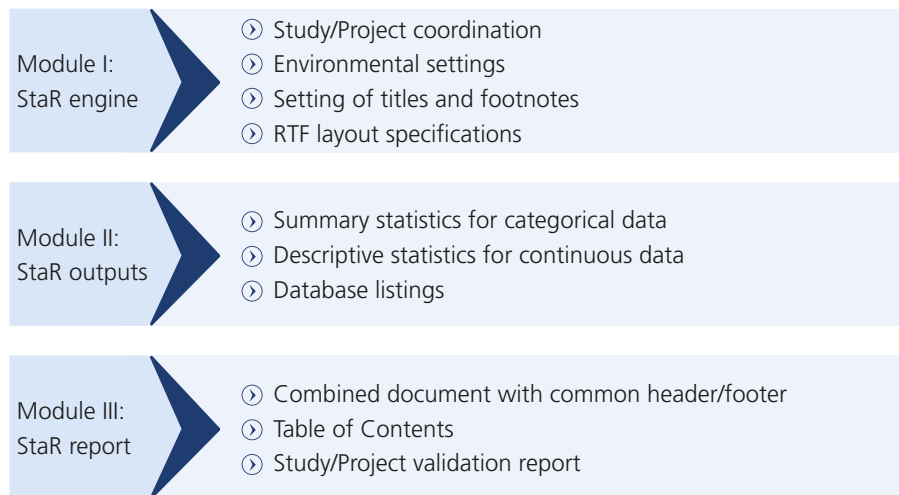 Module I:
StaR engine
Study/Project coordination
Environmental settings
Setting of titles and footnotes
RTF layout specifications
Module II:
StaR outputs
Summary statistics for categorical data
Descriptive statistics for continuous data
Database listings
Module III:
StaR report
Combined document with common header/footer
Table of Contents
Study/Project validation report